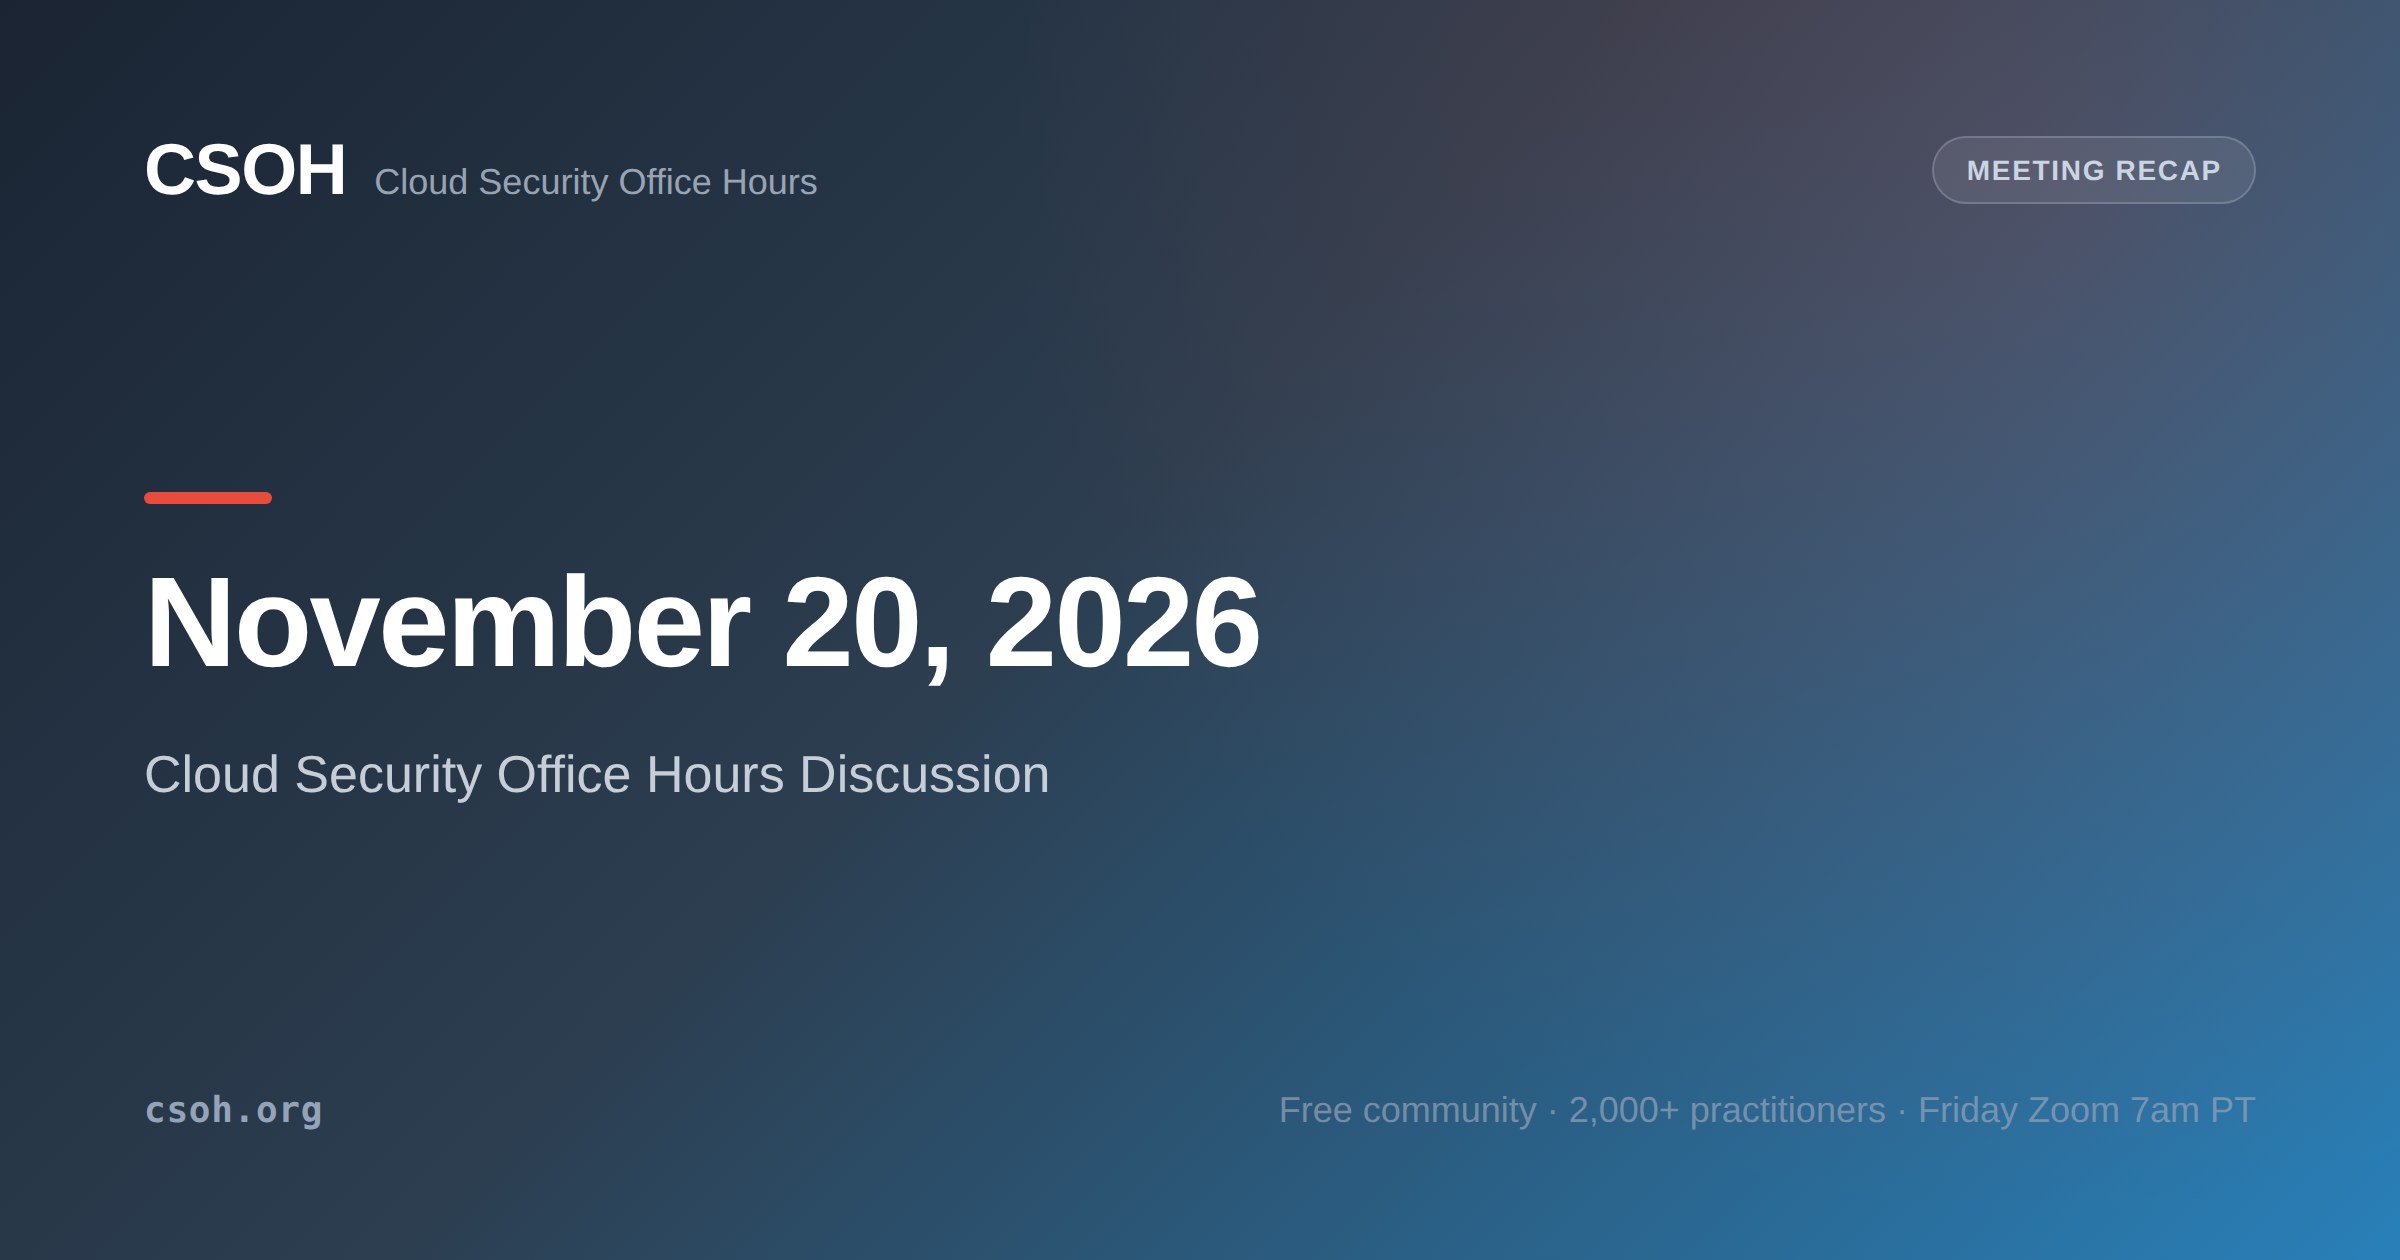 CSOH Cloud Security Office Hours
MEETING RECAP
November 20, 2026
Cloud Security Office Hours Discussion
csoh.org
Free community · 2,000+ practitioners · Friday Zoom 7am PT